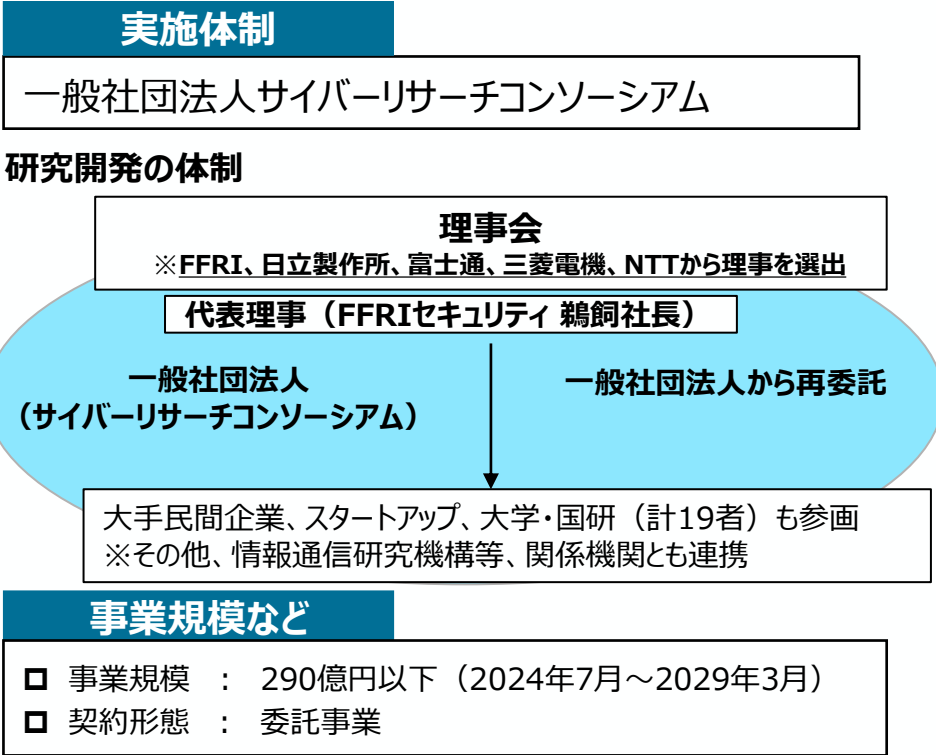 実施体制
一般社団法人サイバーリサーチコンソーシアム
研究開発の体制
理事会
※FFRI、日立製作所、富士通、三菱電機、NTTから理事を選出
代表理事（FFRIセキュリティ 鵜飼社長）
一般社団法人
（サイバーリサーチコンソーシアム）
一般社団法人から再委託
大手民間企業、スタートアップ、大学・国研（計19者）も参画
※その他、情報通信研究機構等、関係機関とも連携
事業規模など
事業規模 ： 290億円以下（2024年7月～2029年3月）
契約形態 ： 委託事業